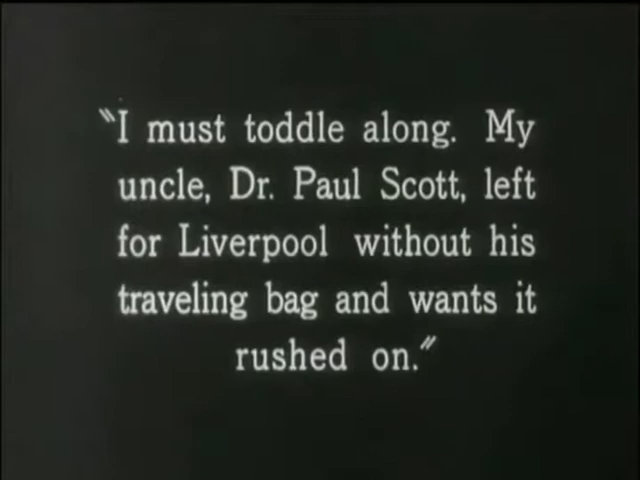 "I must toddle along. My
uncle, Dr. Paul Scott, left
for Liverpool without his
traveling bag and wants it
rushed on."